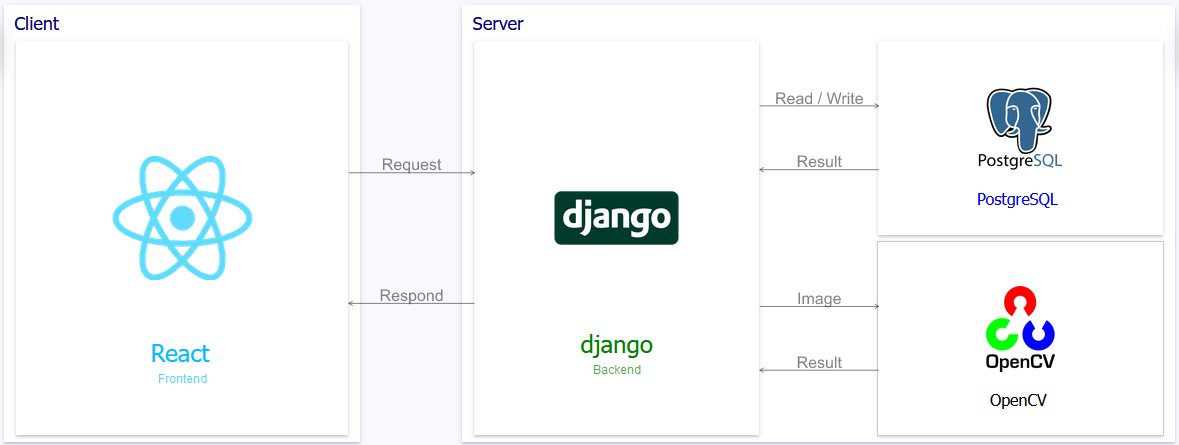 Client
Server
React
Frontend
Request
Respond
django
django
Backend
Read / Write
Result
PostgreSQL
PostgreSQL
Image
Result
OpenCV
OpenCV